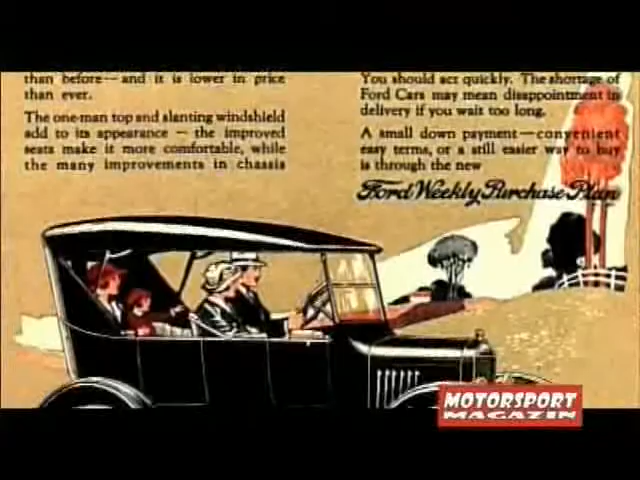 than before—and it is lower in price
than ever.
The one-man top and slanting windshield
add to its appearance — the improved
seats make it more comfortable, while
the many improvements in chassis
You should act quickly. The shortage of
Ford Cars may mean disappointment in
delivery if you wait too long.
A small down payment—convenient
easy terms, or a still easier way to buy
is through the new
Ford Weekly Purchase Plan
MOTORSPORT
MAGAZIN